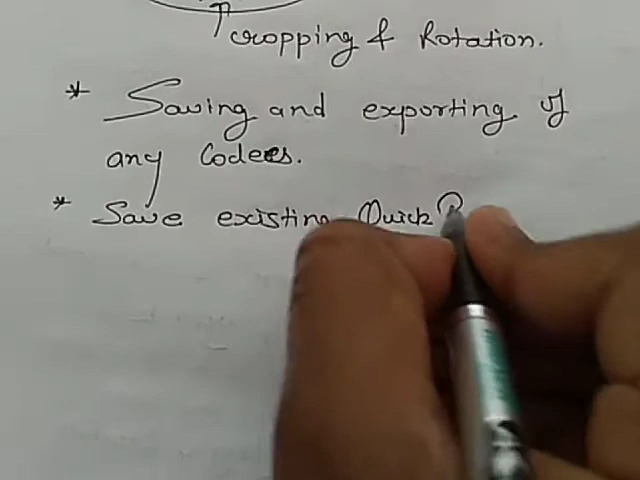 cropping & Rotation.
* Saving and exporting of
any Codecs.
* Save existing Quick